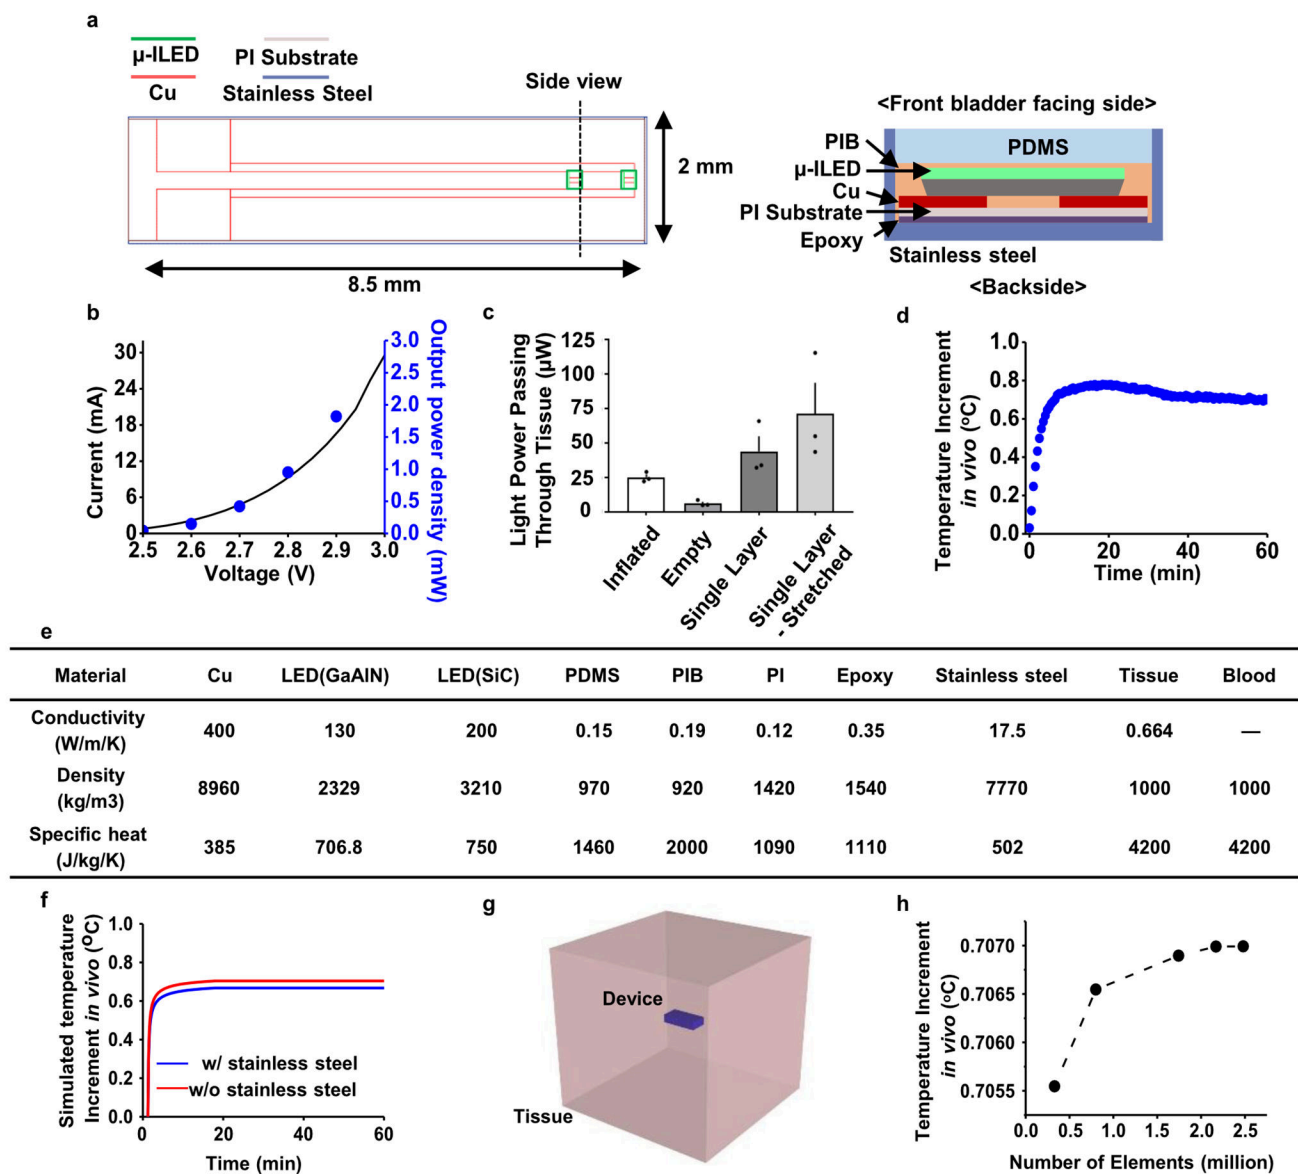 a
μ-ILED
PI Substrate
Cu
Stainless Steel
Side view
2 mm
8.5 mm
<Front bladder facing side>
PIB
PDMS
μ-ILED
Cu
PI Substrate
Epoxy
Stainless steel
<Backside>
b
Current (mA)
30
24
18
12
6
0
2.5 2.6 2.7 2.8 2.9 3.0
Voltage (V)
3.0
2.5
2.0
1.5
1.0
0.5
0.0
Output power density (mW)
c
Light Power Passing
Through Tissue (μW)
125
100
75
50
25
0
Inflated
Empty
Single Layer
Single Layer
- Stretched
d
Temperature Increment
in vivo (ºC)
1.0
0.8
0.6
0.4
0.2
0.0
0 20 40 60
Time (min)
e
Material Cu LED(GaAlN) LED(SiC) PDMS PIB PI Epoxy Stainless steel Tissue Blood
Conductivity
(W/m/K) 400 130 200 0.15 0.19 0.12 0.35 17.5 0.664 —
Density
(kg/m3) 8960 2329 3210 970 920 1420 1540 7770 1000 1000
Specific heat
(J/kg/K) 385 706.8 750 1460 2000 1090 1110 502 4200 4200
f
Simulated temperature
Increment in vivo (ºC)
1.0
0.8
0.6
0.4
0.2
0.0
w/ stainless steel
w/o stainless steel
0 20 40 60
Time (min)
g
Device
Tissue
h
Temperature Increment
in vivo (ºC)
0.7070
0.7065
0.7060
0.7055
0.0 0.5 1.0 1.5 2.0 2.5
Number of Elements (million)